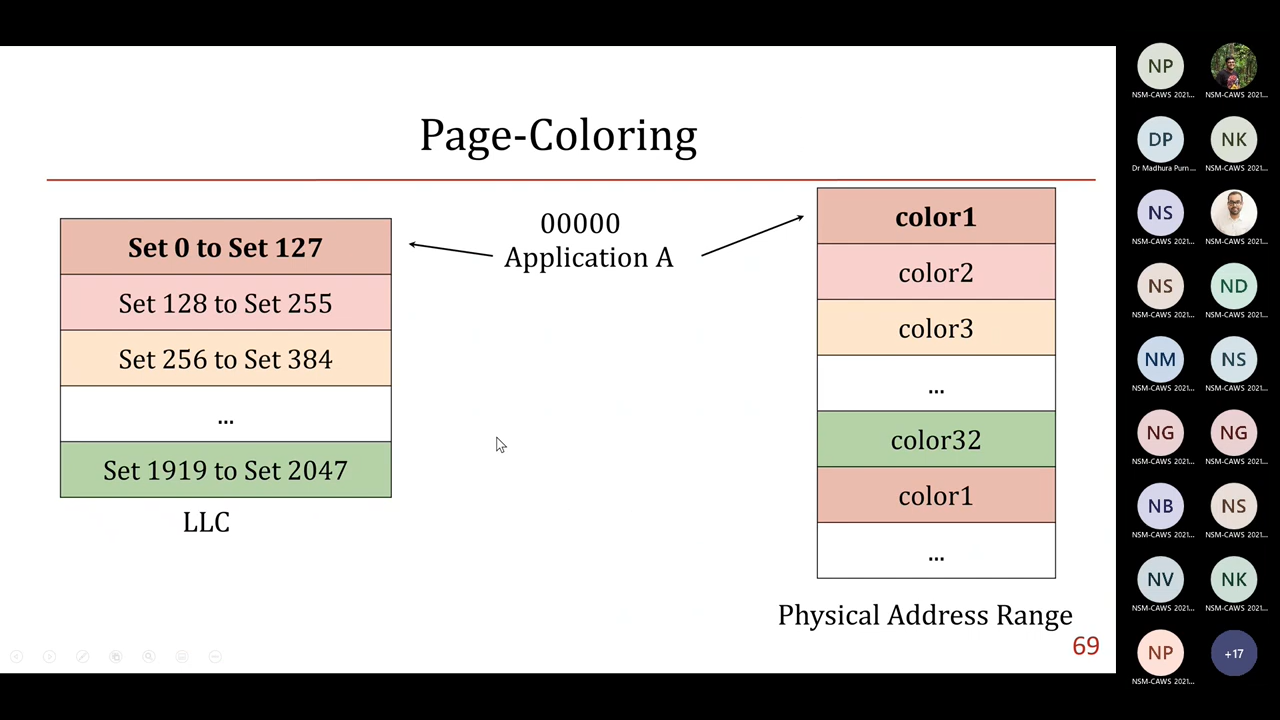 Page-Coloring
Set 0 to Set 127
Set 128 to Set 255
Set 256 to Set 384
...
Set 1919 to Set 2047
LLC
00000
Application A
color1
color2
color3
...
color32
color1
...
Physical Address Range
69
NP
NSM-CAWS 2021...
NSM-CAWS 2021...
DP
Dr Madhura Purn...
NK
NSM-CAWS 2021...
NS
NSM-CAWS 2021...
NSM-CAWS 2021...
NS
NSM-CAWS 2021...
ND
NSM-CAWS 2021...
NM
NSM-CAWS 2021...
NS
NSM-CAWS 2021...
NG
NSM-CAWS 2021...
NG
NSM-CAWS 2021...
NB
NSM-CAWS 2021...
NS
NSM-CAWS 2021...
NV
NSM-CAWS 2021...
NK
NSM-CAWS 2021...
NP
NSM-CAWS 2021...
+17